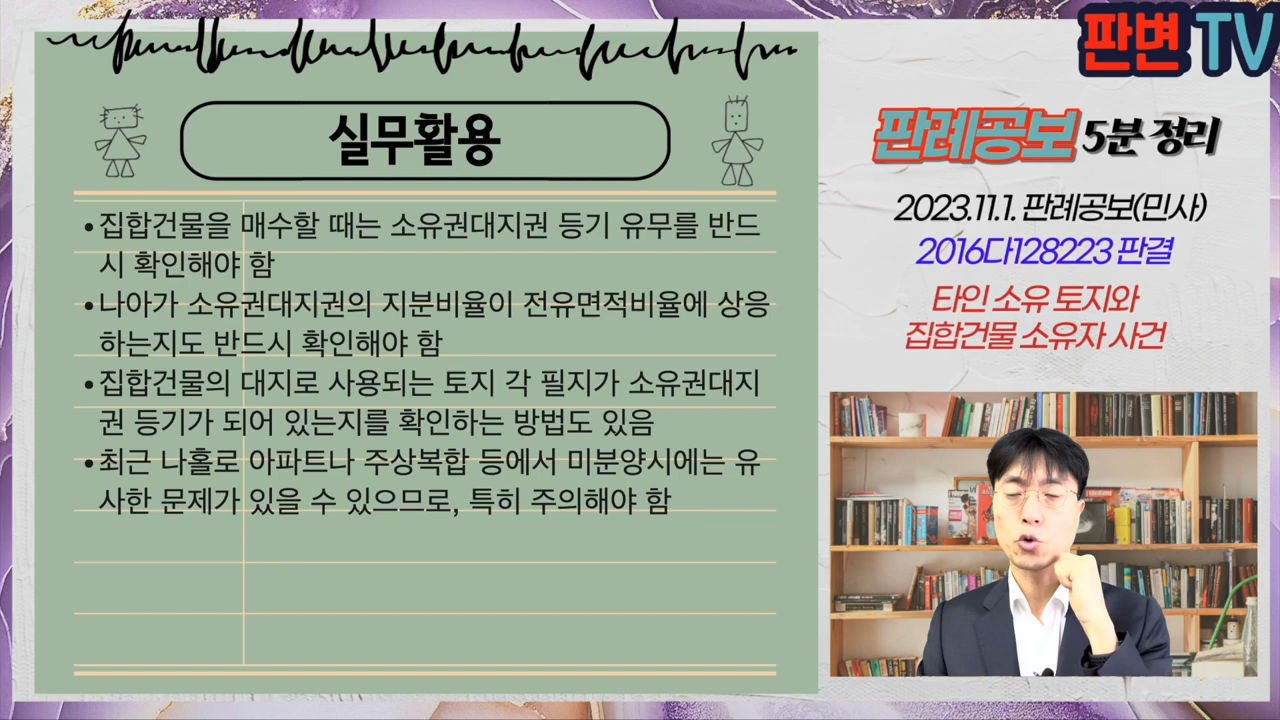 판변 TV
실무활용
• 집합건물을 매수할 때는 소유권대지권 등기 유무를 반드
시 확인해야 함
• 나아가 소유권대지권의 지분비율이 전유면적비율에 상응
하는지도 반드시 확인해야 함
• 집합건물의 대지로 사용되는 토지 각 필지가 소유권대지
권 등기가 되어 있는지를 확인하는 방법도 있음
• 최근 나홀로 아파트나 주상복합 등에서 미분양시에는 유
사한 문제가 있을 수 있으므로, 특히 주의해야 함
판례공보 5분 정리
2023.11.1. 판례공보(민사)
2016다128223 판결
타인 소유 토지와
집합건물 소유자 사건